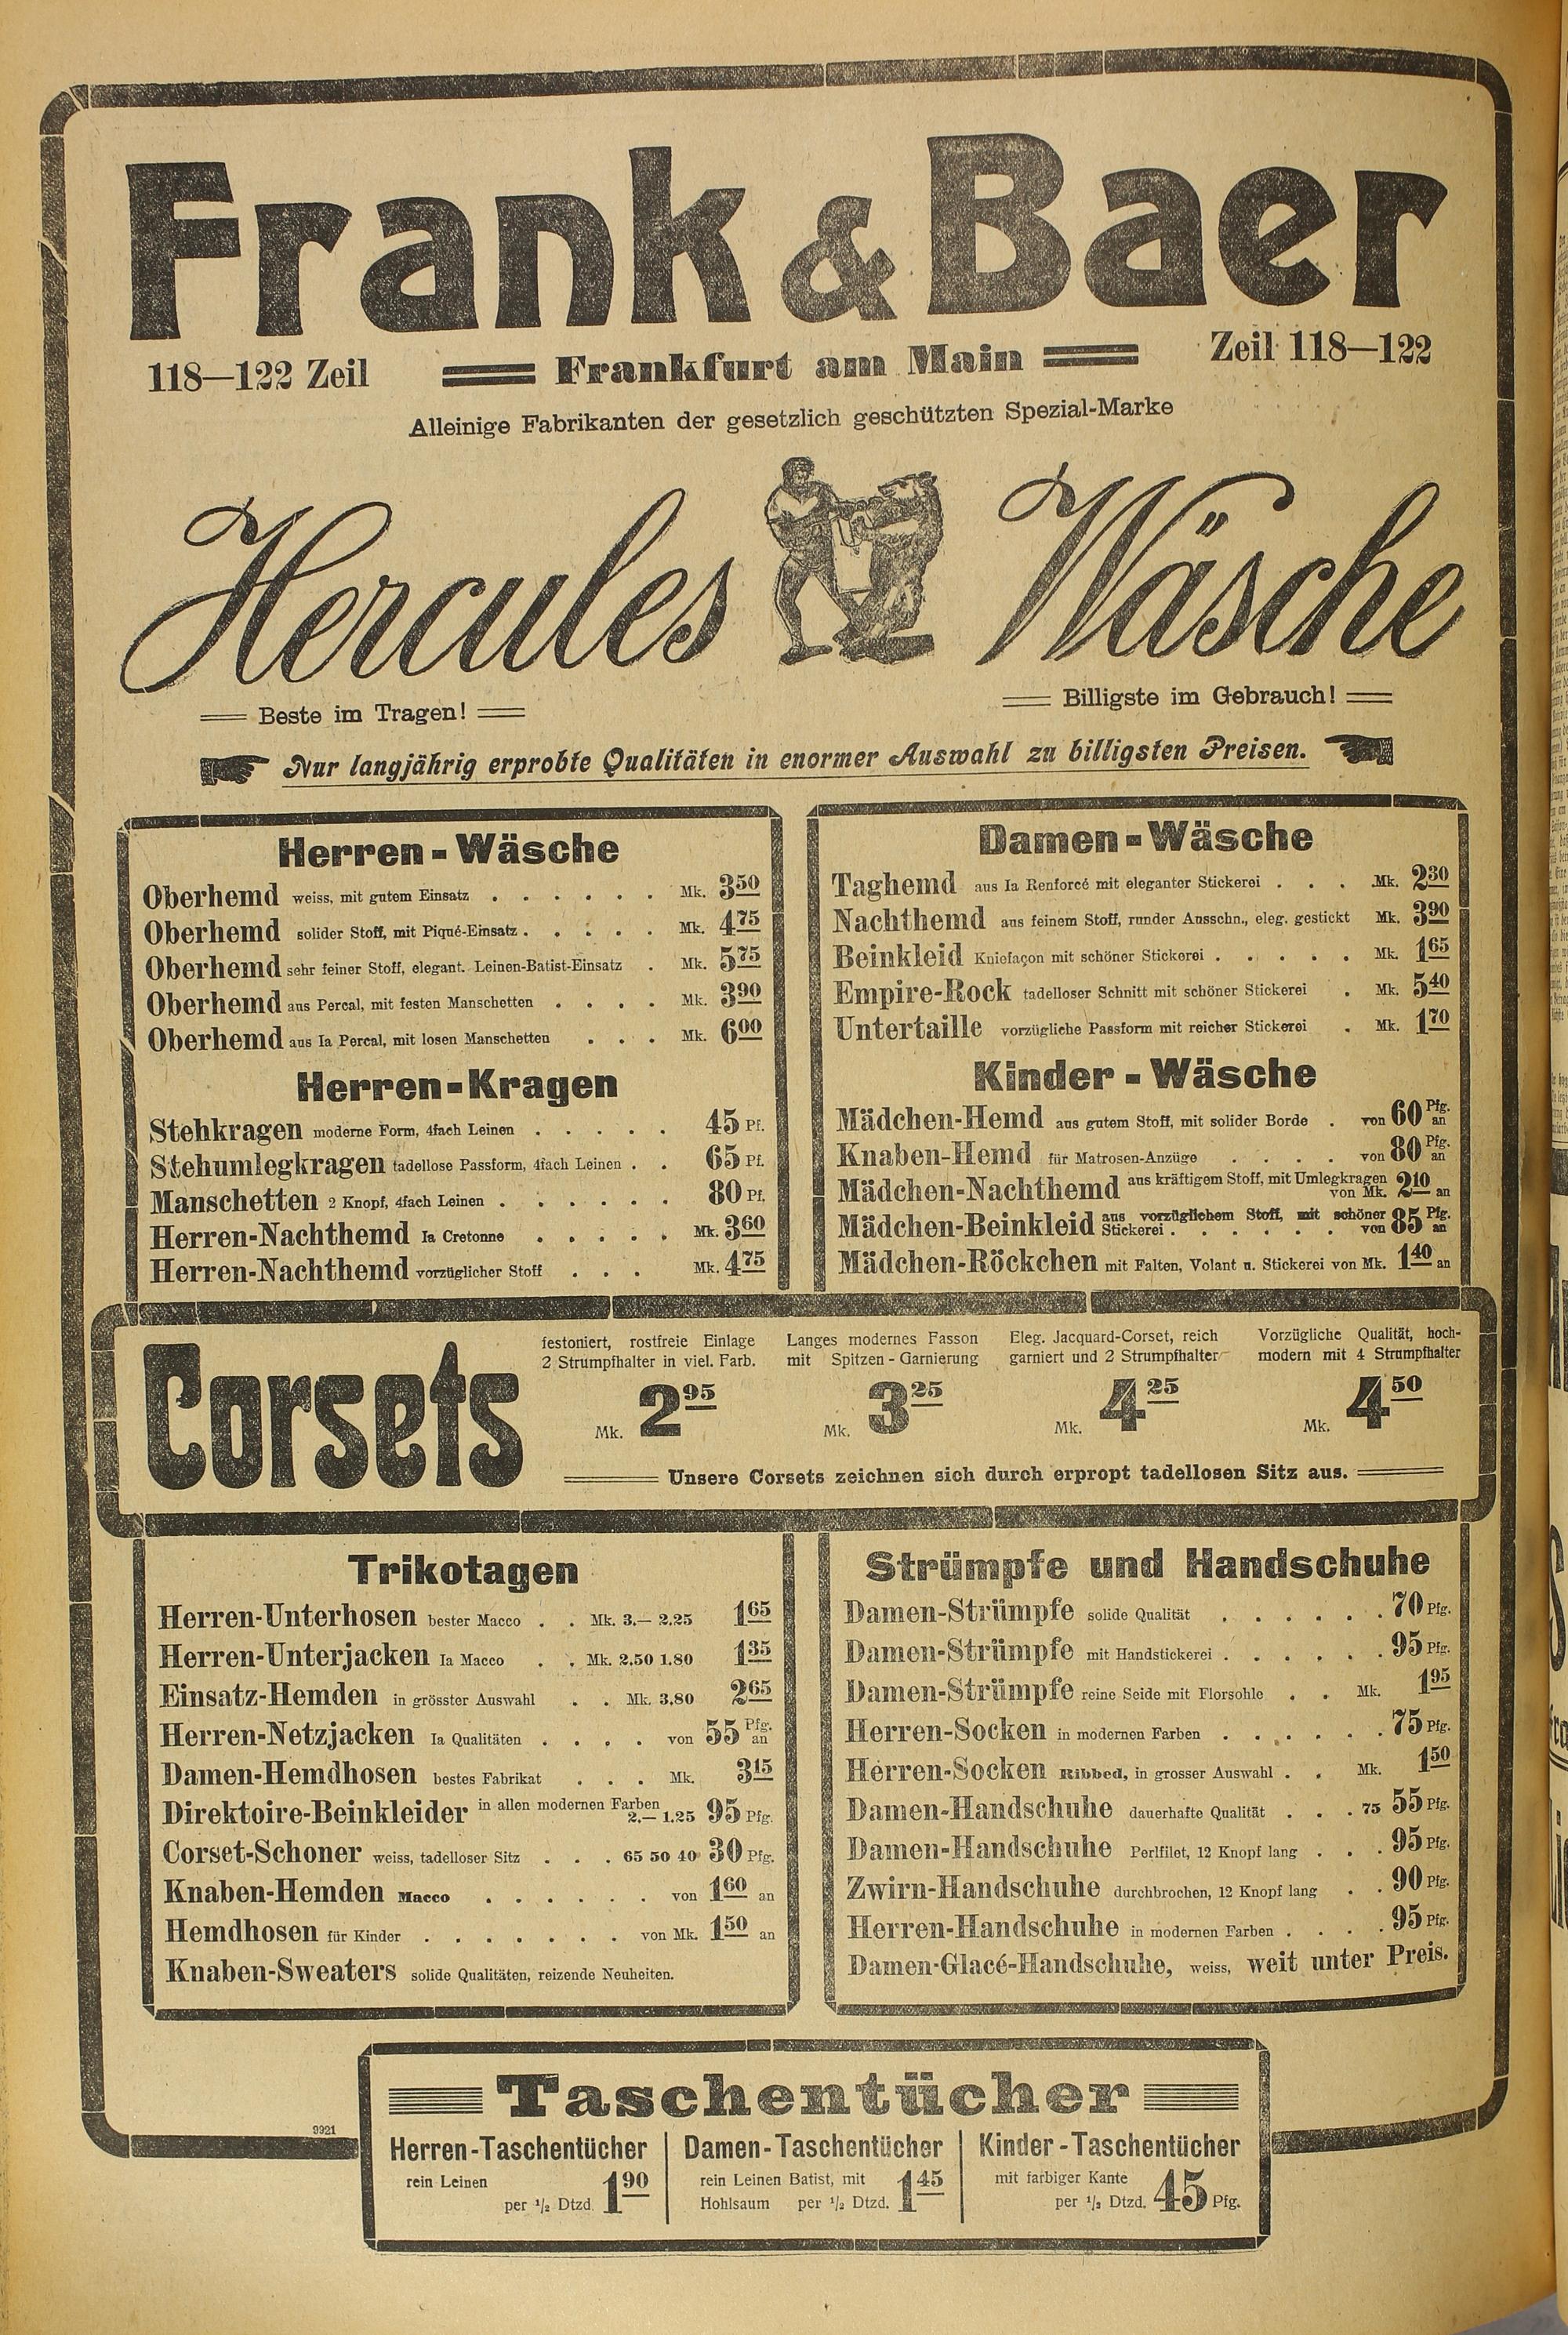 Frank & Baer
118—122 Zeil Frankfurt am Main Zeil 118—122
Alleinige Fabrikanten der gesetzlich geschützten Spezial-Marke
Hercules Wäsche
Beste im Tragen! Billigste im Gebrauch!
Nur langjährig erprobte Qualitäten in enormer Auswahl zu billigsten Preisen.
Herren-Wäsche
Oberhemd weiss, mit gutem Einsatz . . . . . . Mk. 3 50
Oberhemd solider Stoff, mit Piqué-Einsatz . . . . . Mk. 4 75
Oberhemd sehr feiner Stoff, elegant. Leinen-Batist-Einsatz . Mk. 5 75
Oberhemd aus Percal, mit festen Manschetten . . . . Mk. 3 90
Oberhemd aus Ia Percal, mit losen Manschetten . . . Mk. 6 00
Herren-Kragen
Stehkragen moderne Form, 4fach Leinen . . . . . 45 Pf.
Stehumlegkragen tadellose Passform, 4fach Leinen . . 65 Pf.
Manschetten 2 Knopf, 4fach Leinen . . . . . . 80 Pf.
Herren-Nachthemd Ia Cretonne . . . . . Mk. 3 60
Herren-Nachthemd vorzüglicher Stoff . . . Mk. 4 75
Damen-Wäsche
Taghemd aus Ia Renforcé mit eleganter Stickerei . . . Mk. 2 30
Nachthemd aus feinem Stoff, runder Ausschn., eleg. gestickt Mk. 3 90
Beinkleid Kniefaçon mit schöner Stickerei . . . . . Mk. 1 65
Empire-Rock tadelloser Schnitt mit schöner Stickerei . Mk. 5 40
Untertaille vorzügliche Passform mit reicher Stickerei . Mk. 1 70
Kinder-Wäsche
Mädchen-Hemd aus gutem Stoff, mit solider Borde . von 60 Pfg. an
Knaben-Hemd für Matrosen-Anzüge . . . . von 80 Pfg. an
Mädchen-Nachthemd aus kräftigem Stoff, mit Umlegkragen
von Mk. 2 10 an
Mädchen-Beinkleid aus vorzüglichem Stoff, mit schöner
Stickerei . . . . . . von 85 Pfg. an
Mädchen-Röckchen mit Falten, Volant u. Stickerei von Mk. 1 40 an
Corsets
festoniert, rostfreie Einlage
2 Strumpfhalter in viel. Farb.
Mk. 2 95
Langes modernes Fasson
mit Spitzen-Garnierung
Mk. 3 25
Eleg. Jacquard-Corset, reich
garniert und 2 Strumpfhalter
Mk. 4 25
Vorzügliche Qualität, hoch-
modern mit 4 Strumpfhalter
Mk. 4 50
Unsere Corsets zeichnen sich durch erpropt tadellosen Sitz aus.
Trikotagen
Herren-Unterhosen bester Macco . . Mk. 3.— 2.25 1 65
Herren-Unterjacken Ia Macco . . Mk. 2.50 1.80 1 35
Einsatz-Hemden in grösster Auswahl . . Mk. 3.80 2 65
Herren-Netzjacken Ia Qualitäten . . . . von 55 Pfg. an
Damen-Hemdhosen bestes Fabrikat . . . Mk. 3 15
Direktoire-Beinkleider in allen modernen Farben
2.— 1.25 95 Pfg.
Corset-Schoner weiss, tadelloser Sitz . . . 65 50 40 30 Pfg.
Knaben-Hemden Macco . . . . . . von 1 60 an
Hemdhosen für Kinder . . . . . . . von Mk. 1 50 an
Knaben-Sweaters solide Qualitäten, reizende Neuheiten.
Strümpfe und Handschuhe
Damen-Strümpfe solide Qualität . . . . . . 70 Pfg.
Damen-Strümpfe mit Handstickerei . . . . . . 95 Pfg.
Damen-Strümpfe reine Seide mit Florsohle . . Mk. 1 95
Herren-Socken in modernen Farben . . . . . . 75 Pfg.
Herren-Socken Ribbed, in grosser Auswahl . . Mk. 1 50
Damen-Handschuhe dauerhafte Qualität . . . 75 55 Pfg.
Damen-Handschuhe Perlfilet, 12 Knopf lang . . . 95 Pfg.
Zwirn-Handschuhe durchbrochen, 12 Knopf lang . . 90 Pfg.
Herren-Handschuhe in modernen Farben . . . . 95 Pfg.
Damen-Glacé-Handschuhe, weiss, weit unter Preis.
Taschentücher
9921
Herren-Taschentücher
rein Leinen
per 1/2 Dtzd. 1 90
Damen-Taschentücher
rein Leinen Batist, mit
Hohlsaum per 1/2 Dtzd. 1 45
Kinder-Taschentücher
mit farbiger Kante
per 1/2 Dtzd. 45 Pfg.